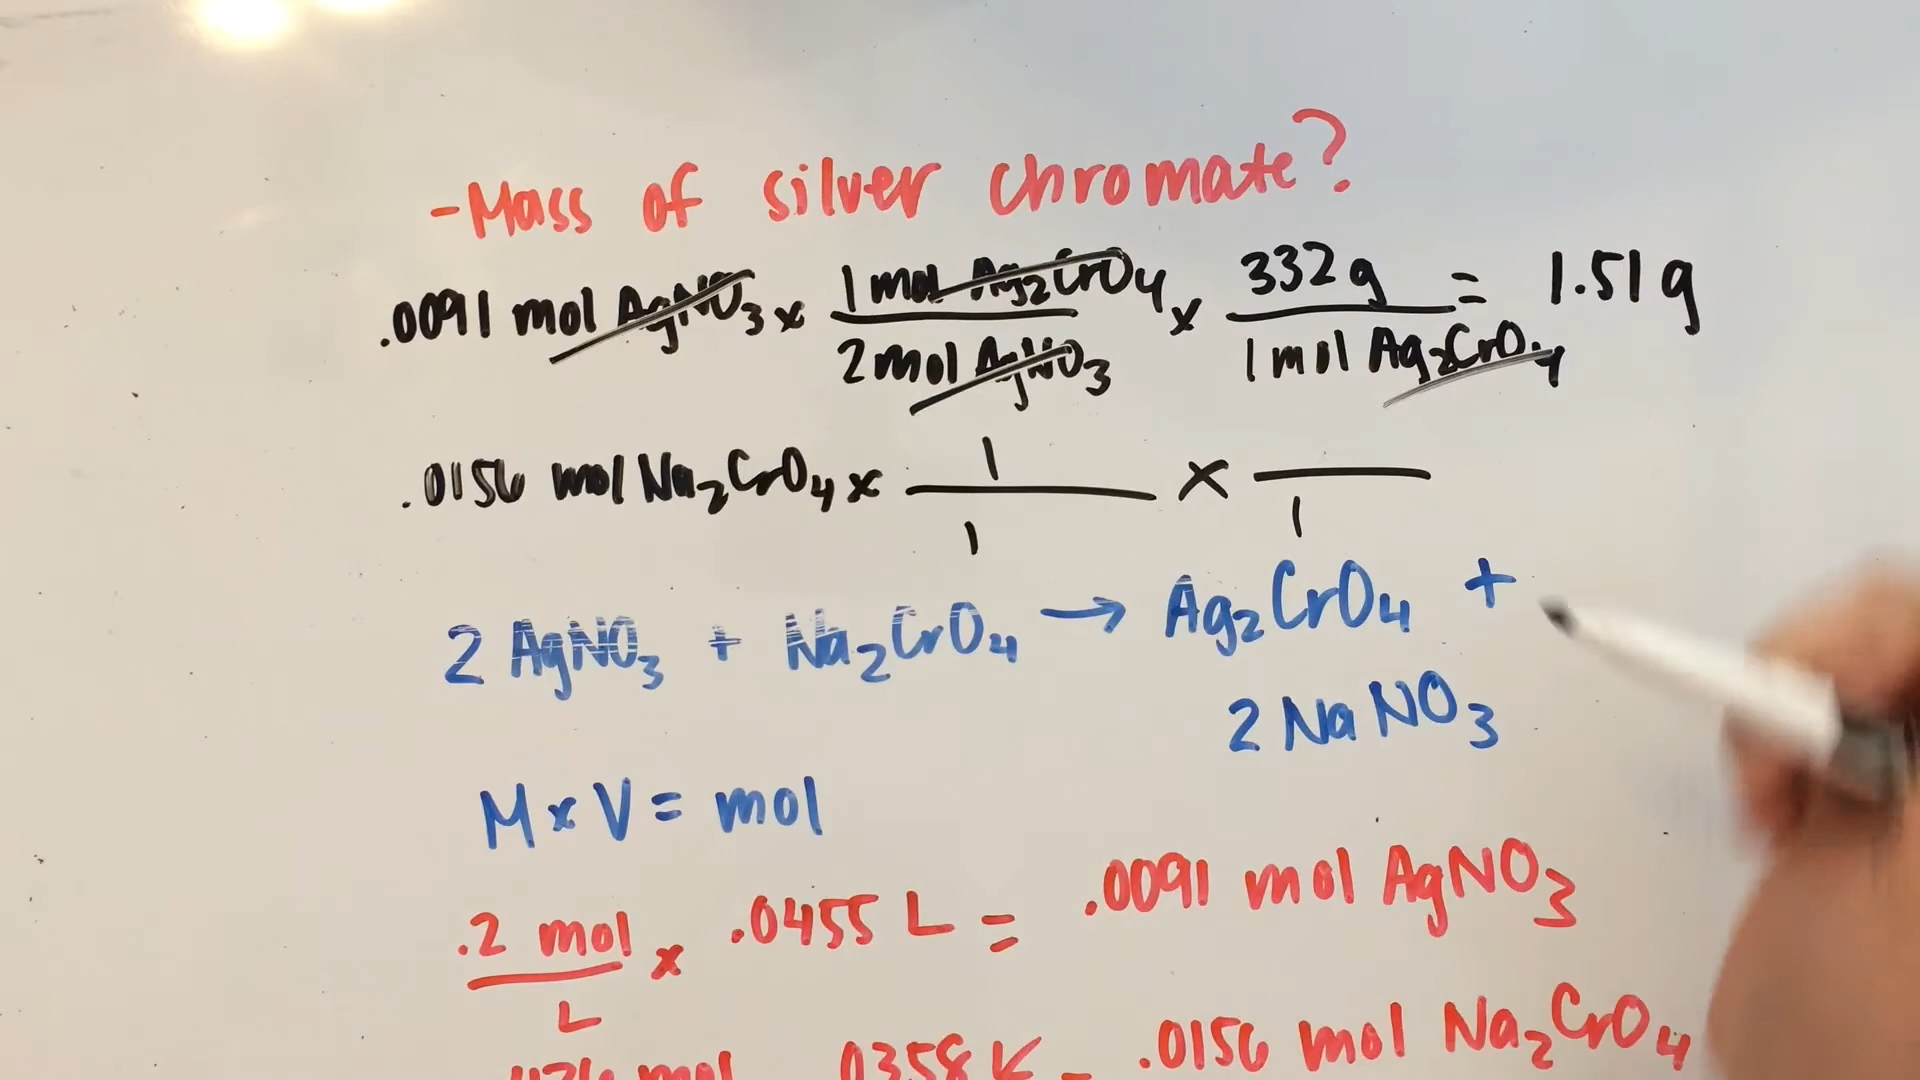 -Mass of silver chromate?
.0091 mol AgNO3 x 1 mol Ag2CrO4 / 2 mol AgNO3 x 332 g / 1 mol Ag2CrO4 = 1.51 g
.0156 mol Na2CrO4 x 1 / 1 x / 1
2 AgNO3 + Na2CrO4 → Ag2CrO4 +
2 NaNO3
M x V = mol
.2 mol / L x .0455 L = .0091 mol AgNO3
mol .0358 = .0156 mol Na2CrO4